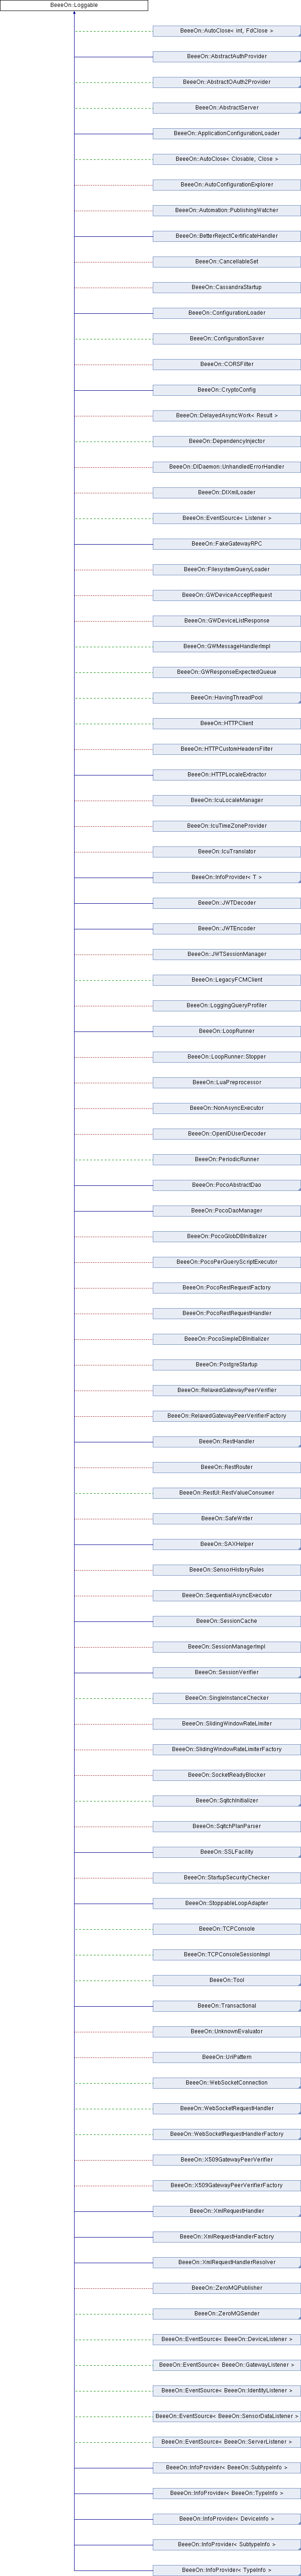 BeeeOn::Loggable
BeeeOn::AutoClose< int, FdClose >
BeeeOn::AbstractAuthProvider
BeeeOn::AbstractOAuth2Provider
BeeeOn::AbstractServer
BeeeOn::ApplicationConfigurationLoader
BeeeOn::AutoClose< Closable, Close >
BeeeOn::AutoConfigurationExplorer
BeeeOn::Automation::PublishingWatcher
BeeeOn::BetterRejectCertificateHandler
BeeeOn::CancellableSet
BeeeOn::CassandraStartup
BeeeOn::ConfigurationLoader
BeeeOn::ConfigurationSaver
BeeeOn::CORSFilter
BeeeOn::CryptoConfig
BeeeOn::DelayedAsyncWork< Result >
BeeeOn::DependencyInjector
BeeeOn::DIDaemon::UnhandledErrorHandler
BeeeOn::DIXmlLoader
BeeeOn::EventSource< Listener >
BeeeOn::FakeGatewayRPC
BeeeOn::FilesystemQueryLoader
BeeeOn::GWDeviceAcceptRequest
BeeeOn::GWDeviceListResponse
BeeeOn::GWMessageHandlerImpl
BeeeOn::GWResponseExpectedQueue
BeeeOn::HavingThreadPool
BeeeOn::HTTPClient
BeeeOn::HTTPCustomHeadersFilter
BeeeOn::HTTPLocaleExtractor
BeeeOn::IcuLocaleManager
BeeeOn::IcuTimeZoneProvider
BeeeOn::IcuTranslator
BeeeOn::InfoProvider< T >
BeeeOn::JWTDecoder
BeeeOn::JWTEncoder
BeeeOn::JWTSessionManager
BeeeOn::LegacyFCMClient
BeeeOn::LoggingQueryProfiler
BeeeOn::LoopRunner
BeeeOn::LoopRunner::Stopper
BeeeOn::LuaPreprocessor
BeeeOn::NonAsyncExecutor
BeeeOn::OpenIDUserDecoder
BeeeOn::PeriodicRunner
BeeeOn::PocoAbstractDao
BeeeOn::PocoDaoManager
BeeeOn::PocoGlobDBInitializer
BeeeOn::PocoPerQueryScriptExecutor
BeeeOn::PocoRestRequestFactory
BeeeOn::PocoRestRequestHandler
BeeeOn::PocoSimpleDBInitializer
BeeeOn::PostgreStartup
BeeeOn::RelaxedGatewayPeerVerifier
BeeeOn::RelaxedGatewayPeerVerifierFactory
BeeeOn::RestHandler
BeeeOn::RestRouter
BeeeOn::RestUI::RestValueConsumer
BeeeOn::SafeWriter
BeeeOn::SAXHelper
BeeeOn::SensorHistoryRules
BeeeOn::SequentialAsyncExecutor
BeeeOn::SessionCache
BeeeOn::SessionManagerImpl
BeeeOn::SessionVerifier
BeeeOn::SingleInstanceChecker
BeeeOn::SlidingWindowRateLimiter
BeeeOn::SlidingWindowRateLimiterFactory
BeeeOn::SocketReadyBlocker
BeeeOn::SqitchInitializer
BeeeOn::SqitchPlanParser
BeeeOn::SSLFacility
BeeeOn::StartupSecurityChecker
BeeeOn::StoppableLoopAdapter
BeeeOn::TCPConsole
BeeeOn::TCPConsoleSessionImpl
BeeeOn::Tool
BeeeOn::Transactional
BeeeOn::UnknownEvaluator
BeeeOn::UriPattern
BeeeOn::WebSocketConnection
BeeeOn::WebSocketRequestHandler
BeeeOn::WebSocketRequestHandlerFactory
BeeeOn::X509GatewayPeerVerifier
BeeeOn::X509GatewayPeerVerifierFactory
BeeeOn::XmlRequestHandler
BeeeOn::XmlRequestHandlerFactory
BeeeOn::XmlRequestHandlerResolver
BeeeOn::ZeroMQPublisher
BeeeOn::ZeroMQSender
BeeeOn::EventSource< BeeeOn::DeviceListener >
BeeeOn::EventSource< BeeeOn::GatewayListener >
BeeeOn::EventSource< BeeeOn::IdentityListener >
BeeeOn::EventSource< BeeeOn::SensorDataListener >
BeeeOn::EventSource< BeeeOn::ServerListener >
BeeeOn::InfoProvider< BeeeOn::SubtypeInfo >
BeeeOn::InfoProvider< BeeeOn::TypeInfo >
BeeeOn::InfoProvider< DeviceInfo >
BeeeOn::InfoProvider< SubtypeInfo >
BeeeOn::InfoProvider< TypeInfo >